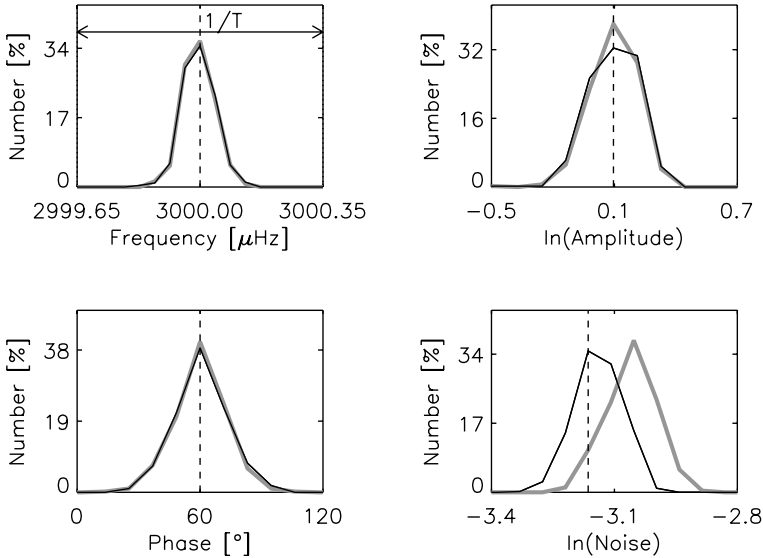 1/T
Number [%]
34
17
0
2999.65 3000.00 3000.35
Frequency [μHz]
Number [%]
32
16
0
-0.5 0.1 0.7
ln(Amplitude)
Number [%]
38
19
0
0 60 120
Phase [°]
Number [%]
34
17
0
-3.4 -3.1 -2.8
ln(Noise)